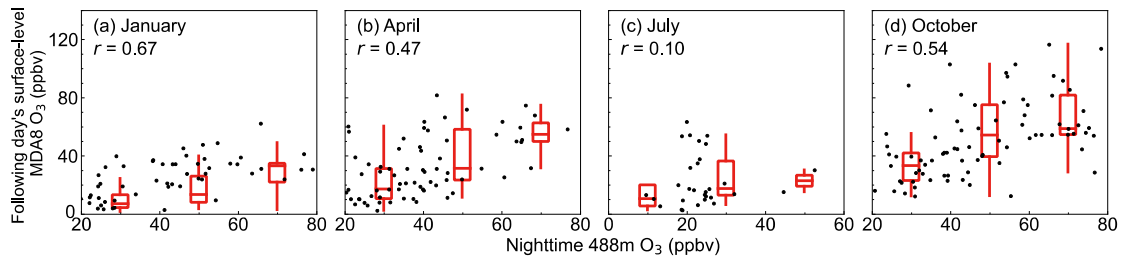 Following day's surface-level
MDA8 O₃ (ppbv)
120
80
40
0
(a) January
r = 0.67
(b) April
r = 0.47
(c) July
r = 0.10
(d) October
r = 0.54
20 40 60 80
20 40 60 80
0 20 40 60
20 40 60 80
Nighttime 488m O₃ (ppbv)